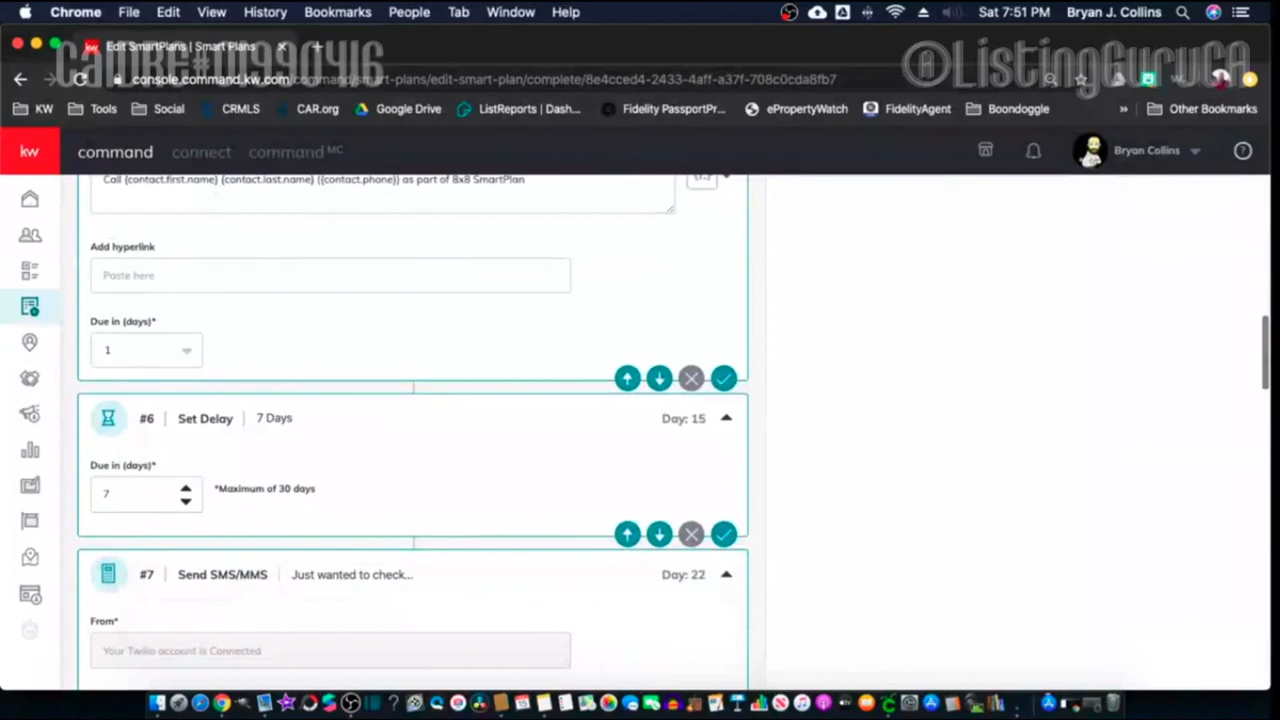 Chrome File Edit View History Bookmarks People Tab Window Help Sat 7:51 PM Bryan J. Collins
Edit SmartPlans | Smart Plans
CalDRE#01990416
@ListingGuruCA
console.command.kw.com/command/smart-plans/edit-smart-plan/complete/8e4cced4-2433-4aff-a37f-708c0cda8fb7
KW Tools Social CRMLS CAR.org Google Drive ListReports | Dash... Fidelity PassportPr... ePropertyWatch FidelityAgent Boondoggle » Other Bookmarks
kw command connect command MC Bryan Collins
Call {contact.first.name} {contact.last.name} ({contact.phone}) as part of 8x8 SmartPlan
Add hyperlink
Paste here
Due in (days)*
1
#6 Set Delay 7 Days Day: 15
Due in (days)*
7 *Maximum of 30 days
#7 Send SMS/MMS Just wanted to check... Day: 22
From*
Your Twilio account is Connected